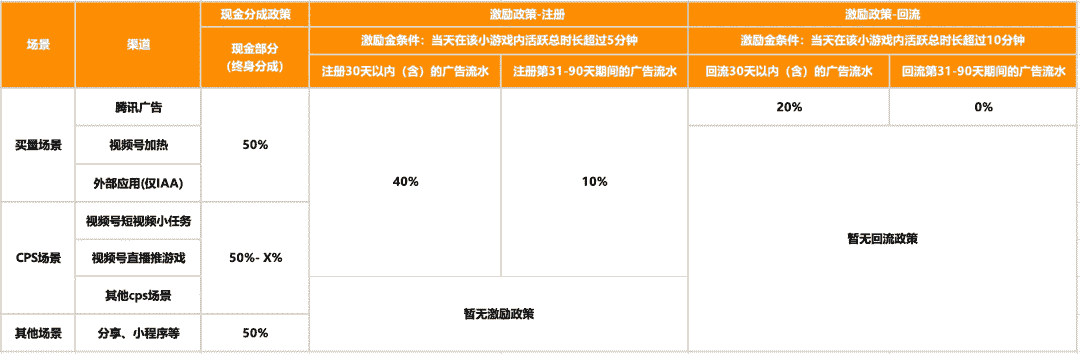 场景
渠道
现金分成政策
激励政策-注册
激励政策-回流
现金部分
（终身分成）
激励金条件：当天在该小游戏内活跃总时长超过5分钟
激励金条件：当天在该小游戏内活跃总时长超过10分钟
注册30天以内（含）的广告流水
注册第31-90天期间的广告流水
回流30天以内（含）的广告流水
回流第31-90天期间的广告流水
买量场景
腾讯广告
视频号加热
外部应用(仅IAA)
50%
40%
10%
20%
0%
暂无回流政策
CPS场景
视频号短视频小任务
视频号直播推游戏
其他cps场景
50%- X%
暂无激励政策
其他场景
分享、小程序等
50%